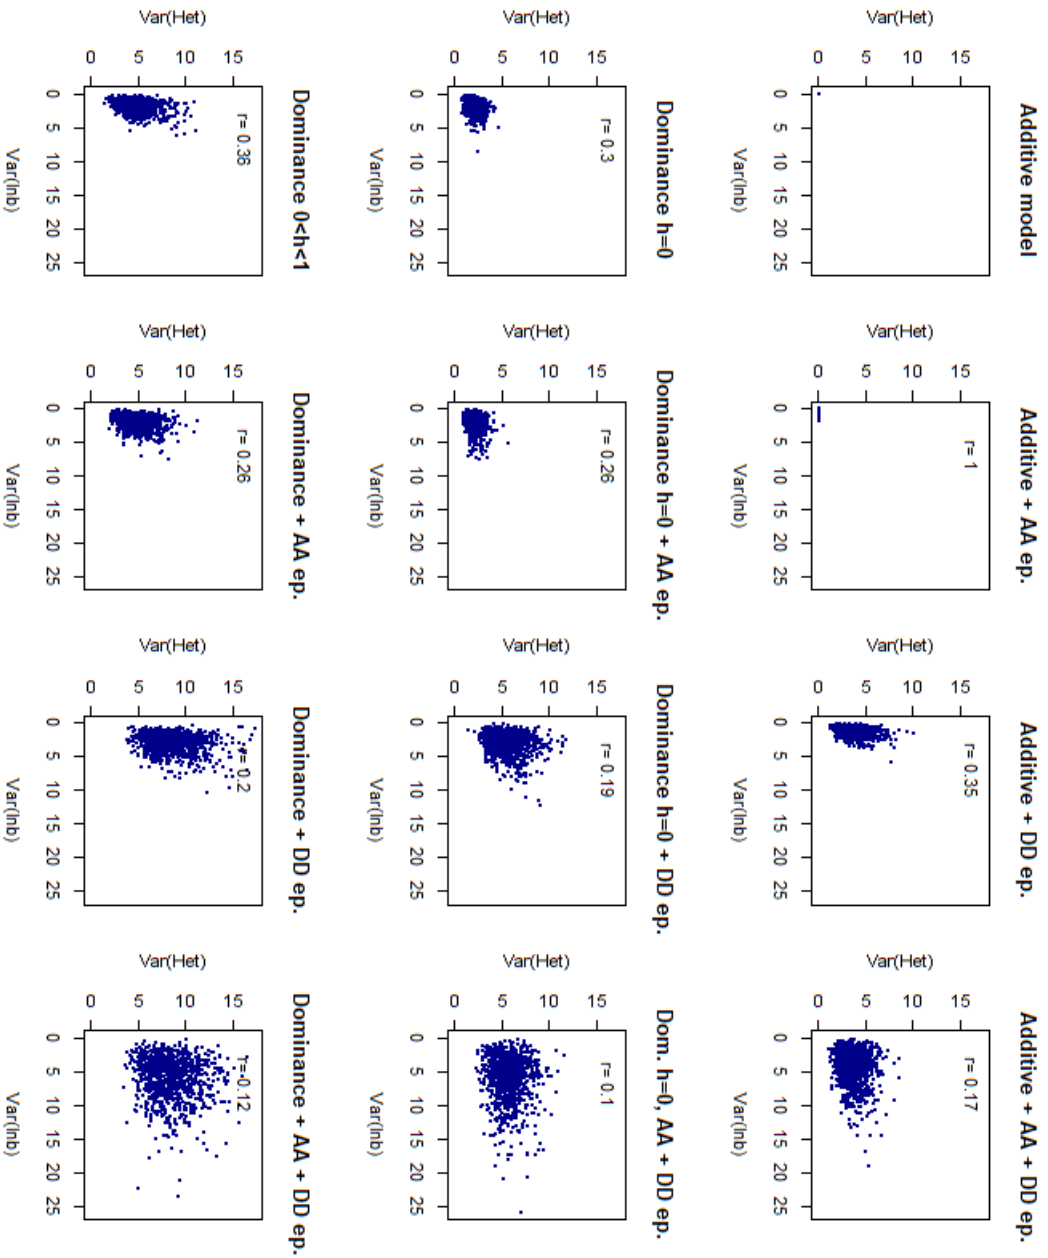 Additive model
Var(Het)
0 5 10 15
0 5 10 15 20 25
Var(Inb)
Additive + AA ep.
r= 1
Var(Het)
0 5 10 15
0 5 10 15 20 25
Var(Inb)
Additive + DD ep.
r= 0.35
Var(Het)
0 5 10 15
0 5 10 15 20 25
Var(Inb)
Additive + AA + DD ep.
r= 0.17
Var(Het)
0 5 10 15
0 5 10 15 20 25
Var(Inb)
Dominance h=0
r= 0.3
Var(Het)
0 5 10 15
0 5 10 15 20 25
Var(Inb)
Dominance h=0 + AA ep.
r= 0.26
Var(Het)
0 5 10 15
0 5 10 15 20 25
Var(Inb)
Dominance h=0 + DD ep.
r= 0.19
Var(Het)
0 5 10 15
0 5 10 15 20 25
Var(Inb)
Dom. h=0, AA + DD ep.
r= 0.1
Var(Het)
0 5 10 15
0 5 10 15 20 25
Var(Inb)
Dominance 0<h<1
r= 0.36
Var(Het)
0 5 10 15
0 5 10 15 20 25
Var(Inb)
Dominance + AA ep.
r= 0.26
Var(Het)
0 5 10 15
0 5 10 15 20 25
Var(Inb)
Dominance + DD ep.
r= 0.2
Var(Het)
0 5 10 15
0 5 10 15 20 25
Var(Inb)
Dominance + AA + DD ep.
r= 0.12
Var(Het)
0 5 10 15
0 5 10 15 20 25
Var(Inb)